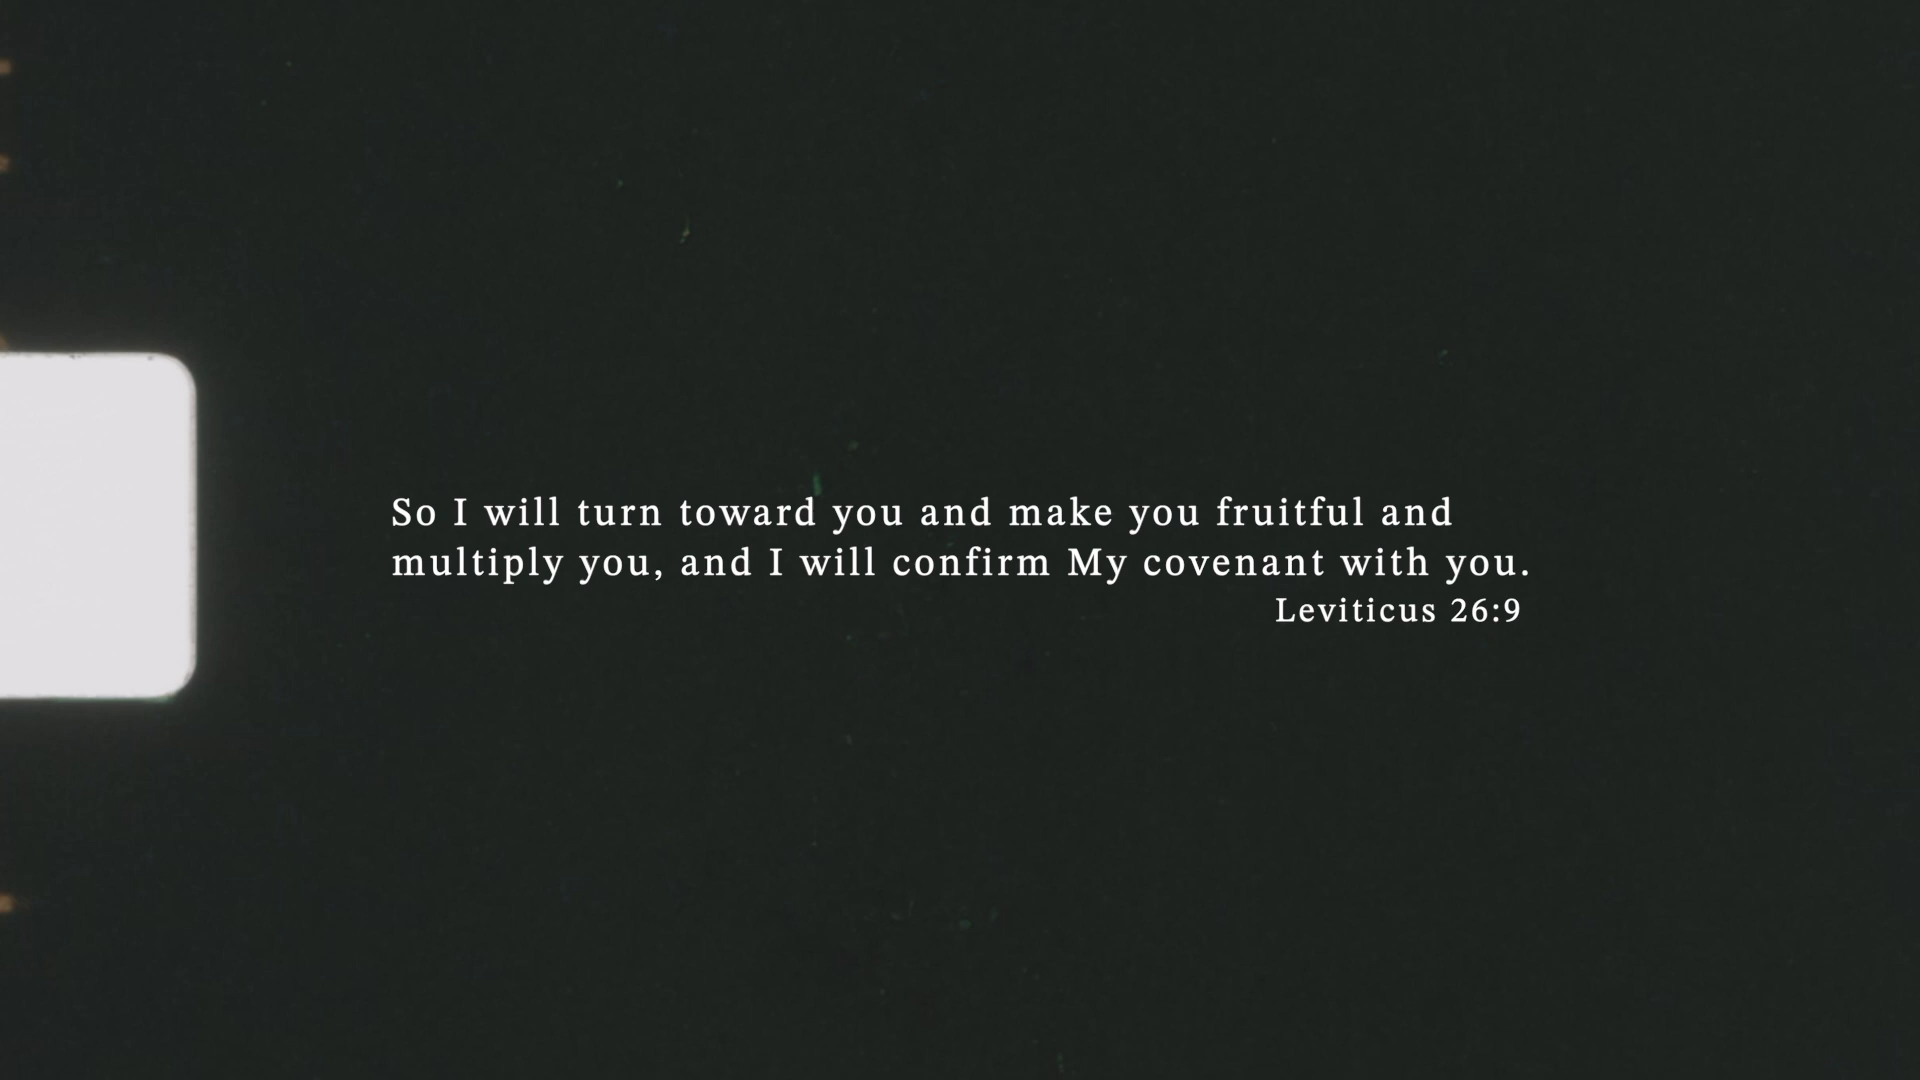 So I will turn toward you and make you fruitful and
multiply you, and I will confirm My covenant with you.
Leviticus 26:9